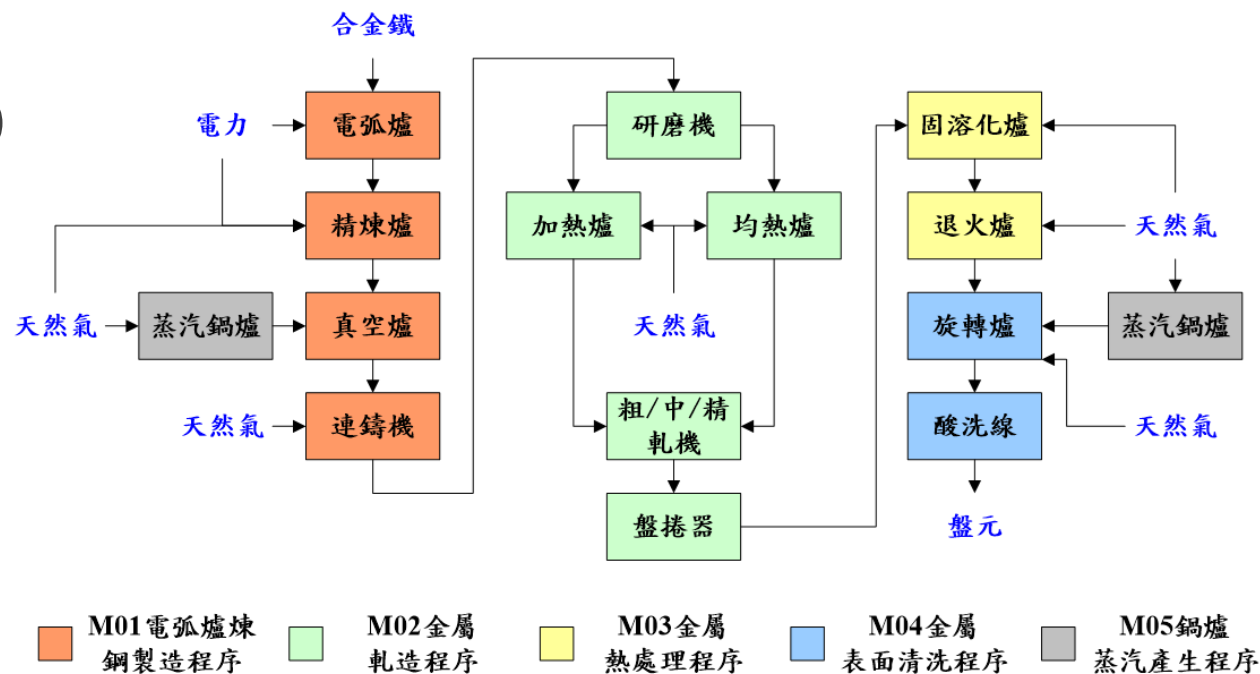 合金鐵
電力
電弧爐
研磨機
固溶化爐
精煉爐
加熱爐
均熱爐
退火爐
天然氣
天然氣
蒸汽鍋爐
真空爐
天然氣
旋轉爐
蒸汽鍋爐
天然氣
連鑄機
粗/中/精
軋機
酸洗線
天然氣
盤捲器
盤元
M01電弧爐煉
鋼製造程序
M02金屬
軋造程序
M03金屬
熱處理程序
M04金屬
表面清洗程序
M05鍋爐
蒸汽產生程序